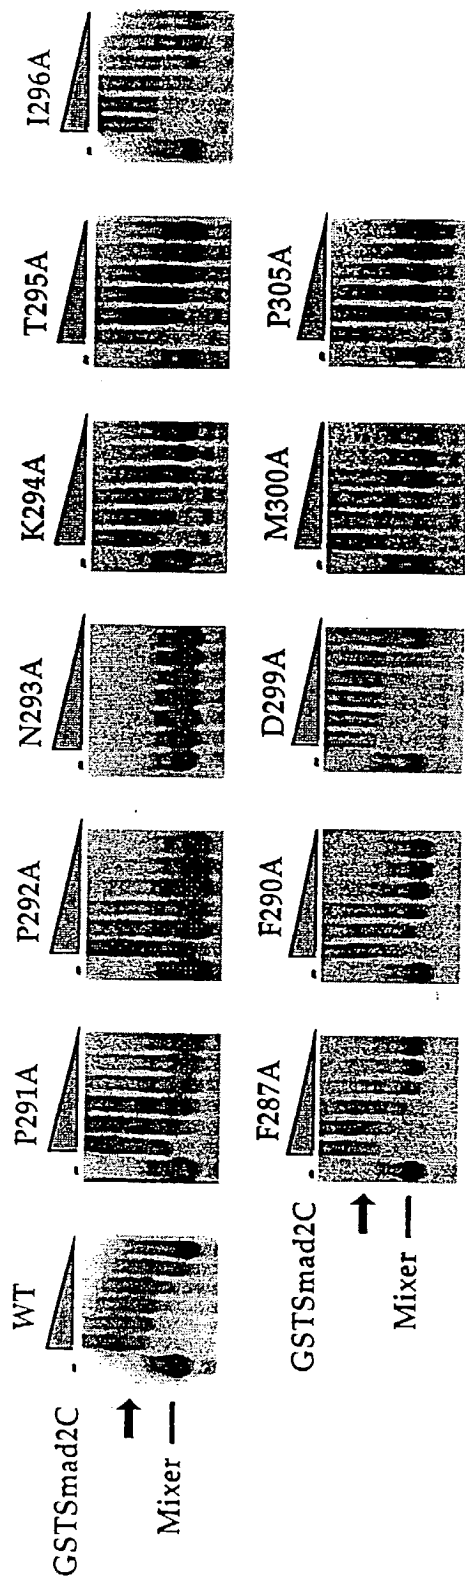 WT P291A P292A N293A K294A T295A I296A
- - - - - - -
GSTSmad2C
Mixer
F287A F290A D299A M300A P305A
- - - - -
GSTSmad2C
Mixer